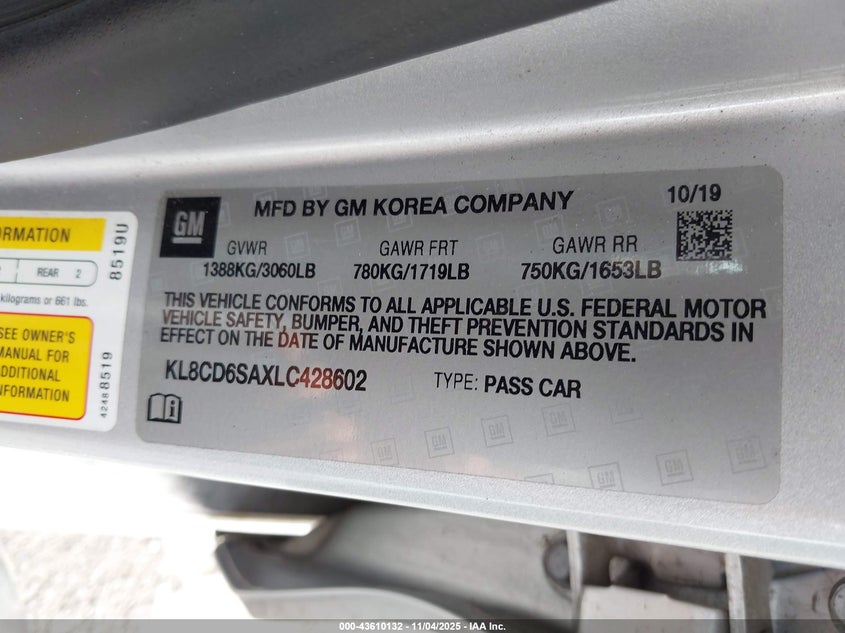 GM
MFD BY GM KOREA COMPANY
10/19
GVWR
1388KG/3060LB
GAWR FRT
780KG/1719LB
GAWR RR
750KG/1653LB
THIS VEHICLE CONFORMS TO ALL APPLICABLE U.S. FEDERAL MOTOR
VEHICLE SAFETY, BUMPER, AND THEFT PREVENTION STANDARDS IN
EFFECT ON THE DATE OF MANUFACTURE SHOWN ABOVE.
KL8CD6SAXLC428602
TYPE: PASS CAR
REAR 2
kilograms or 661 lbs.
SEE OWNER'S
MANUAL FOR
ADDITIONAL
INFORMATION
8519U
4248 8519
000-43610132 - 11/04/2025 - IAA Inc.